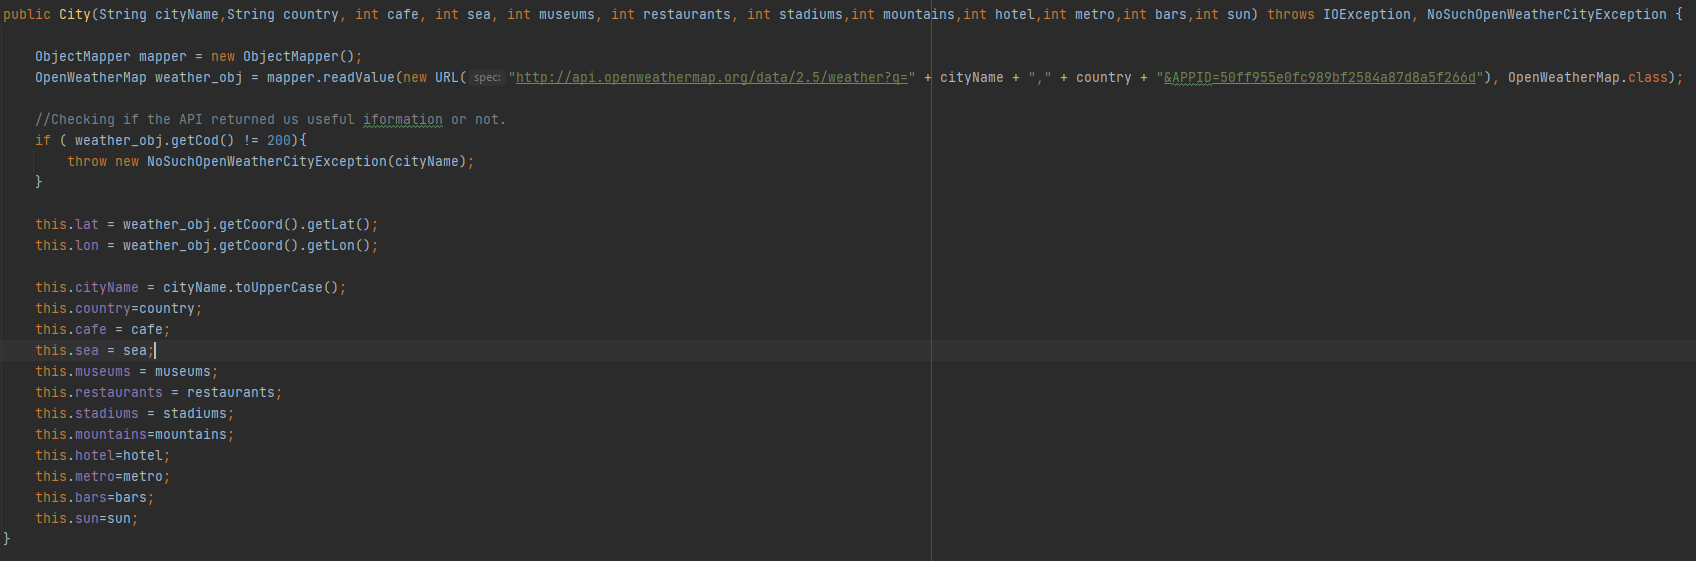 public City(String cityName,String country, int cafe, int sea, int museums, int restaurants, int stadiums,int mountains,int hotel,int metro,int bars,int sun) throws IOException, NoSuchOpenWeatherCityException {
ObjectMapper mapper = new ObjectMapper();
OpenWeatherMap weather_obj = mapper.readValue(new URL( spec: "http://api.openweathermap.org/data/2.5/weather?q=" + cityName + "," + country + "&APPID=50ff955e0fc989bf2584a87d8a5f266d"), OpenWeatherMap.class);
//Checking if the API returned us useful iformation or not.
if ( weather_obj.getCod() != 200){
throw new NoSuchOpenWeatherCityException(cityName);
}
this.lat = weather_obj.getCoord().getLat();
this.lon = weather_obj.getCoord().getLon();
this.cityName = cityName.toUpperCase();
this.country=country;
this.cafe = cafe;
this.sea = sea;
this.museums = museums;
this.restaurants = restaurants;
this.stadiums = stadiums;
this.mountains=mountains;
this.hotel=hotel;
this.metro=metro;
this.bars=bars;
this.sun=sun;
}